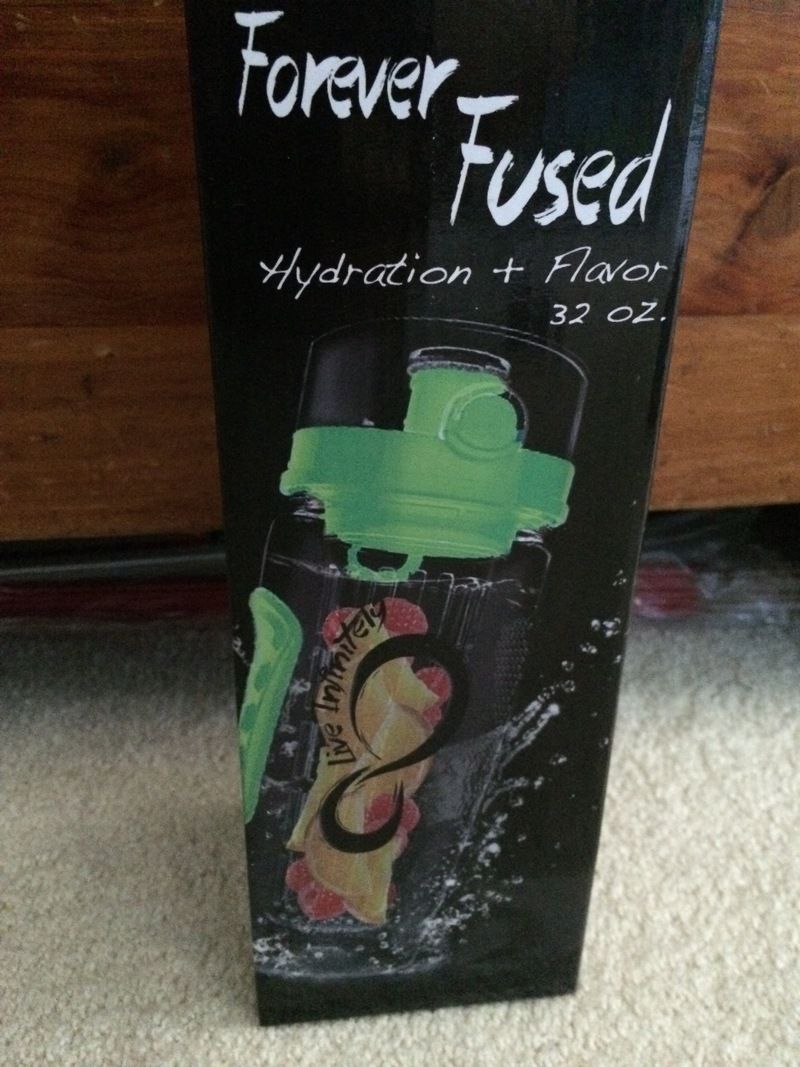 Forever
Fused
Hydration + Flavor
32 oz.
Live Infinitely